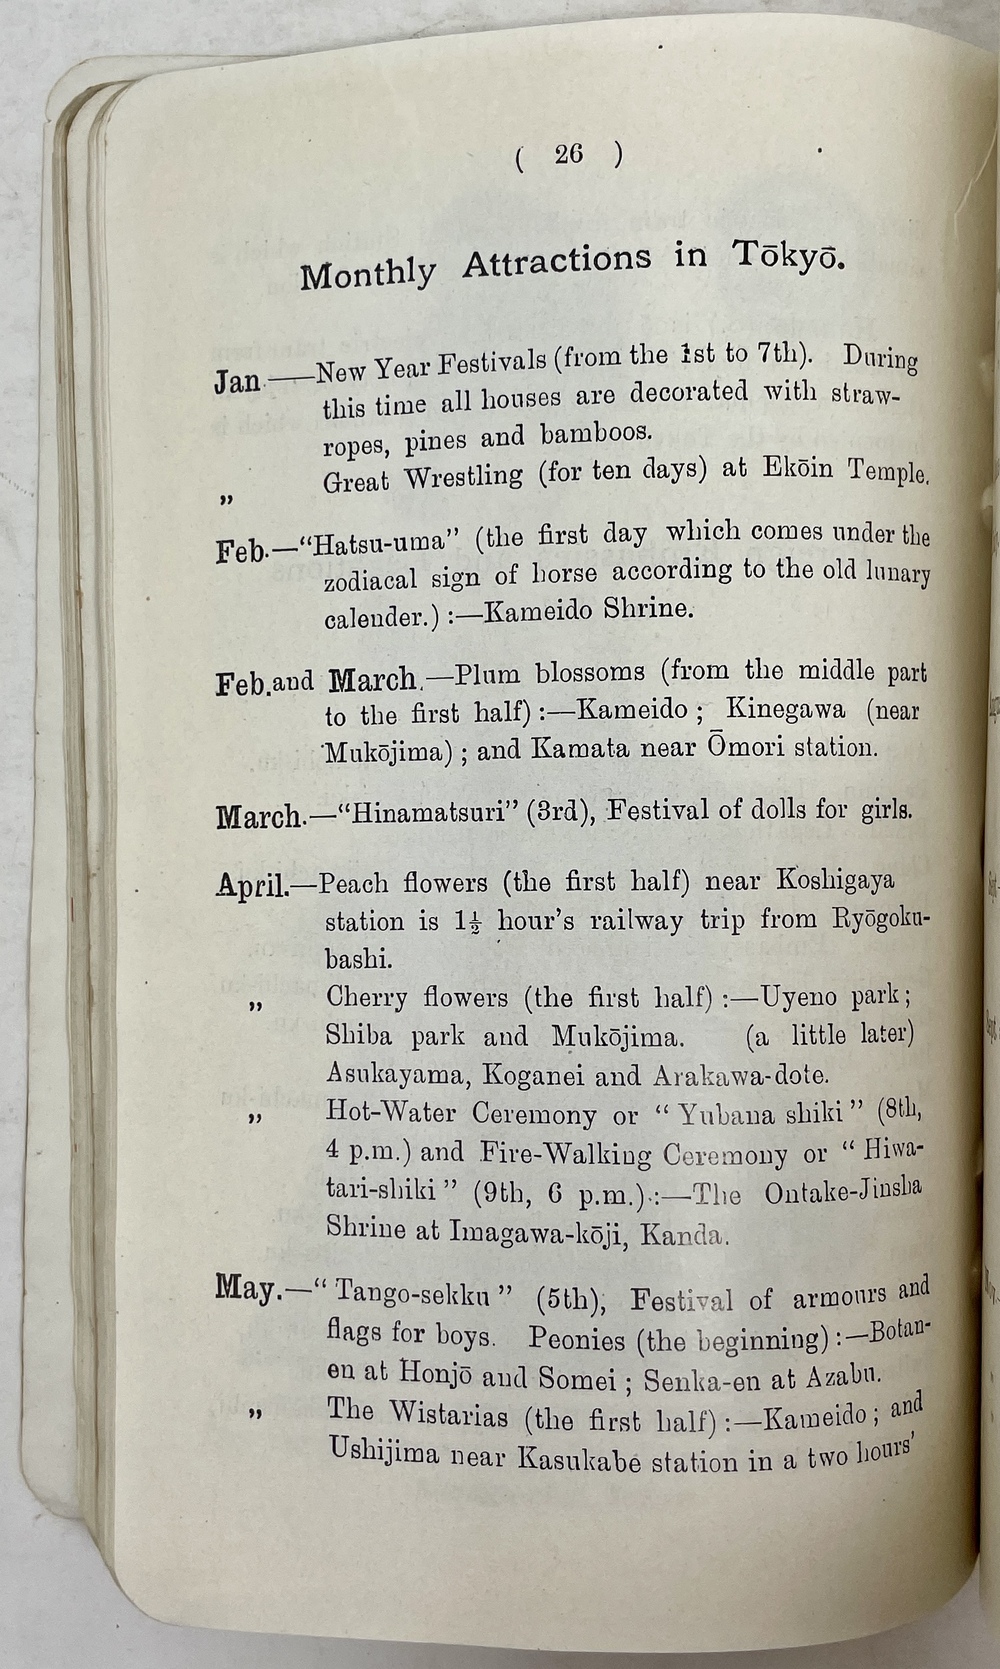 ( 26 )
Monthly Attractions in Tōkyō.
Jan.—New Year Festivals (from the 1st to 7th). During
this time all houses are decorated with straw-
ropes, pines and bamboos.
„ Great Wrestling (for ten days) at Ekōin Temple.
Feb.—“Hatsu-uma” (the first day which comes under the
zodiacal sign of horse according to the old lunary
calender.) :—Kameido Shrine.
Feb. and March.—Plum blossoms (from the middle part
to the first half) :—Kameido ; Kinegawa (near
Mukōjima) ; and Kamata near Ōmori station.
March.—“Hinamatsuri” (3rd), Festival of dolls for girls.
April.—Peach flowers (the first half) near Koshigaya
station is 1½ hour's railway trip from Ryōgoku-
bashi.
„ Cherry flowers (the first half) :—Uyeno park ;
Shiba park and Mukōjima. (a little later)
Asukayama, Koganei and Arakawa-dote.
„ Hot-Water Ceremony or “ Yubana shiki ” (8th,
4 p.m.) and Fire-Walking Ceremony or “ Hiwa-
tari-shiki ” (9th, 6 p.m.) :—The Ontake-Jinsha
Shrine at Imagawa-kōji, Kanda.
May.—“ Tango-sekku ” (5th), Festival of armours and
flags for boys. Peonies (the beginning) :—Botan-
en at Honjō and Somei ; Senka-en at Azabu.
„ The Wistarias (the first half) :—Kameido ; and
Ushijima near Kasukabe station in a two hours'